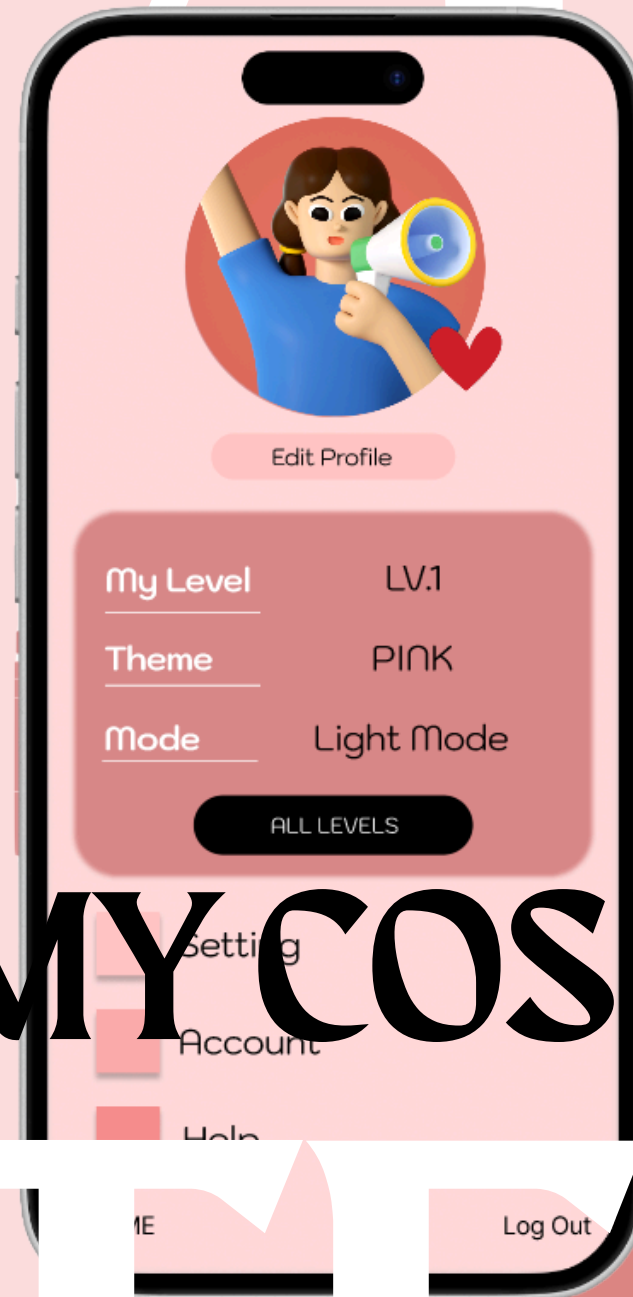 Edit Profile
My Level LV.1
Theme PINK
Mode Light Mode
ALL LEVELS
MY COS
Setting
Account
Help
Log Out